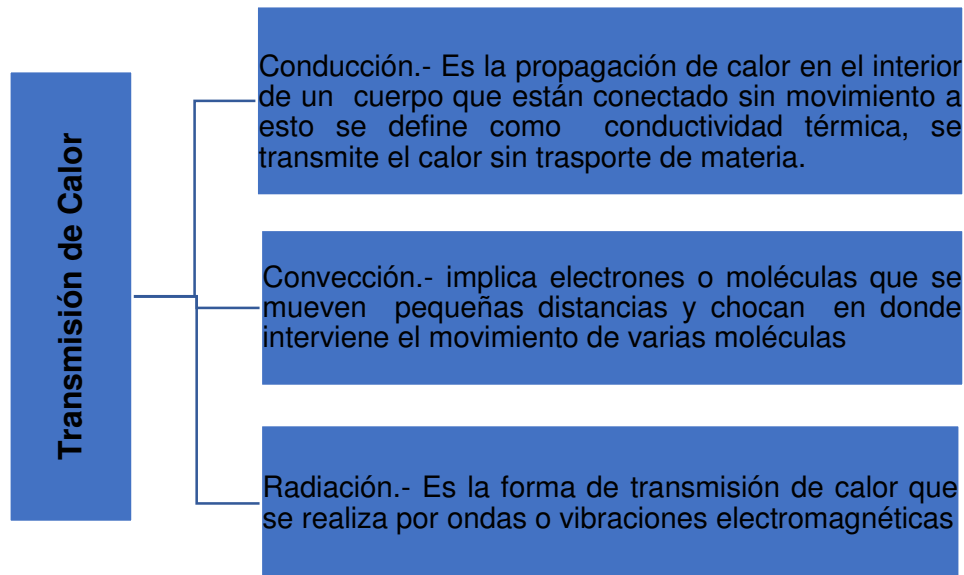 Transmisión de Calor
Conducción.- Es la propagación de calor en el interior
de un cuerpo que están conectado sin movimiento a
esto se define como conductividad térmica, se
transmite el calor sin trasporte de materia.
Convección.- implica electrones o moléculas que se
mueven pequeñas distancias y chocan en donde
interviene el movimiento de varias moléculas
Radiación.- Es la forma de transmisión de calor que
se realiza por ondas o vibraciones electromagnéticas